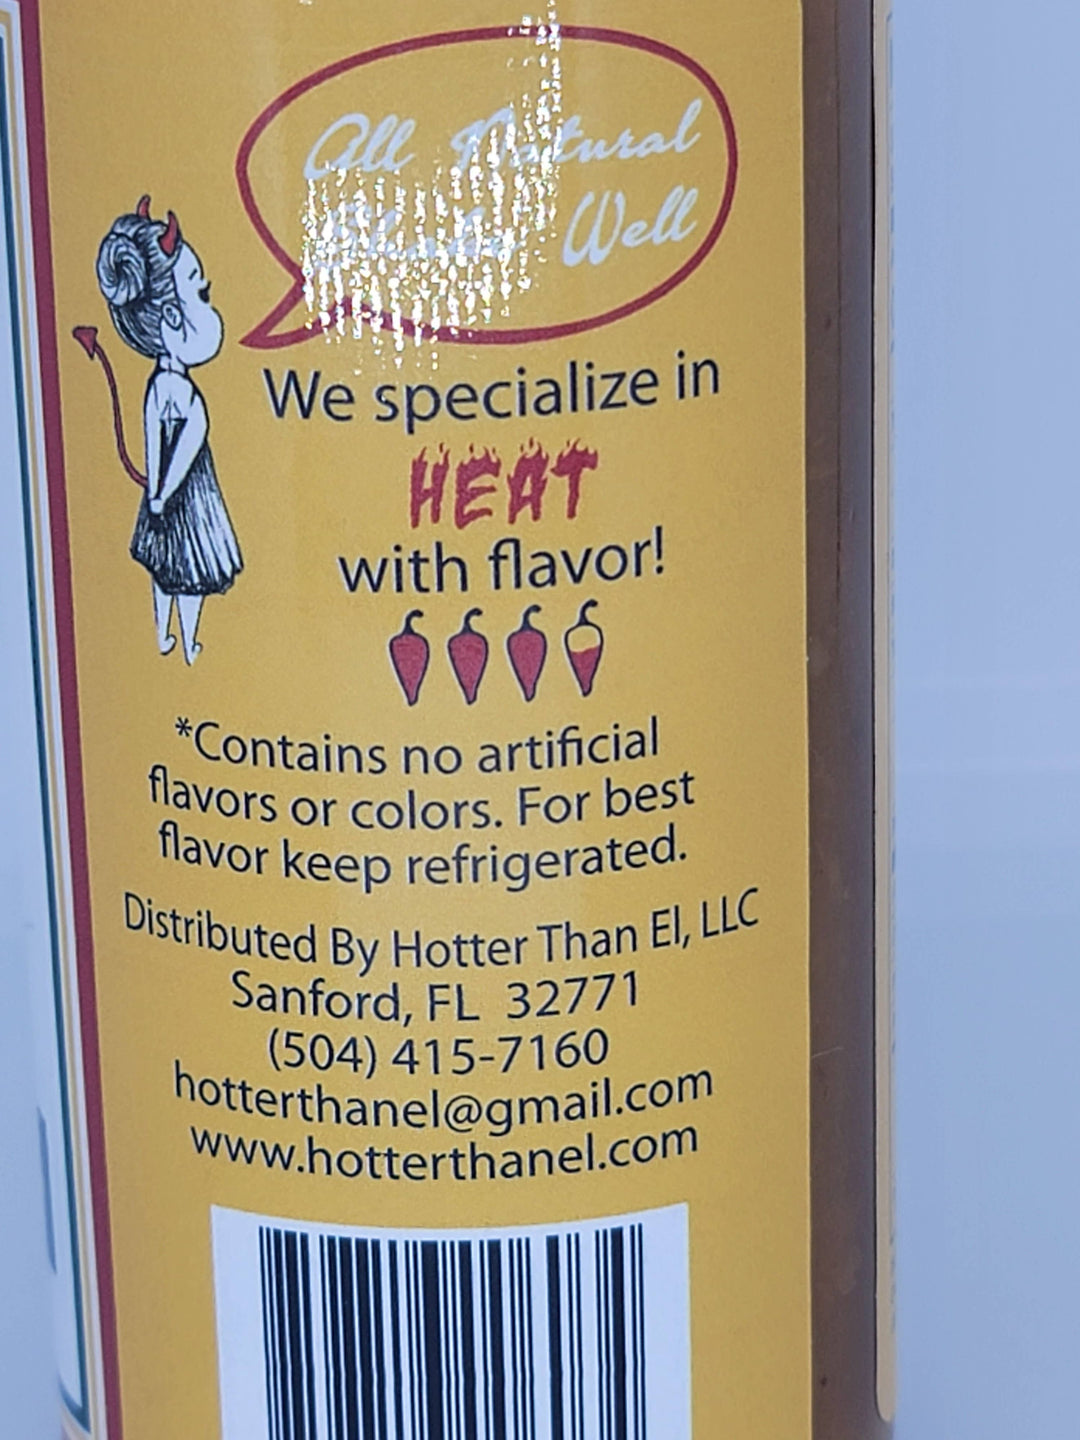 All Natural
Shake Well
We specialize in
HEAT
with flavor!
*Contains no artificial
flavors or colors. For best
flavor keep refrigerated.
Distributed By Hotter Than El, LLC
Sanford, FL 32771
(504) 415-7160
hotterthanel@gmail.com
www.hotterthanel.com